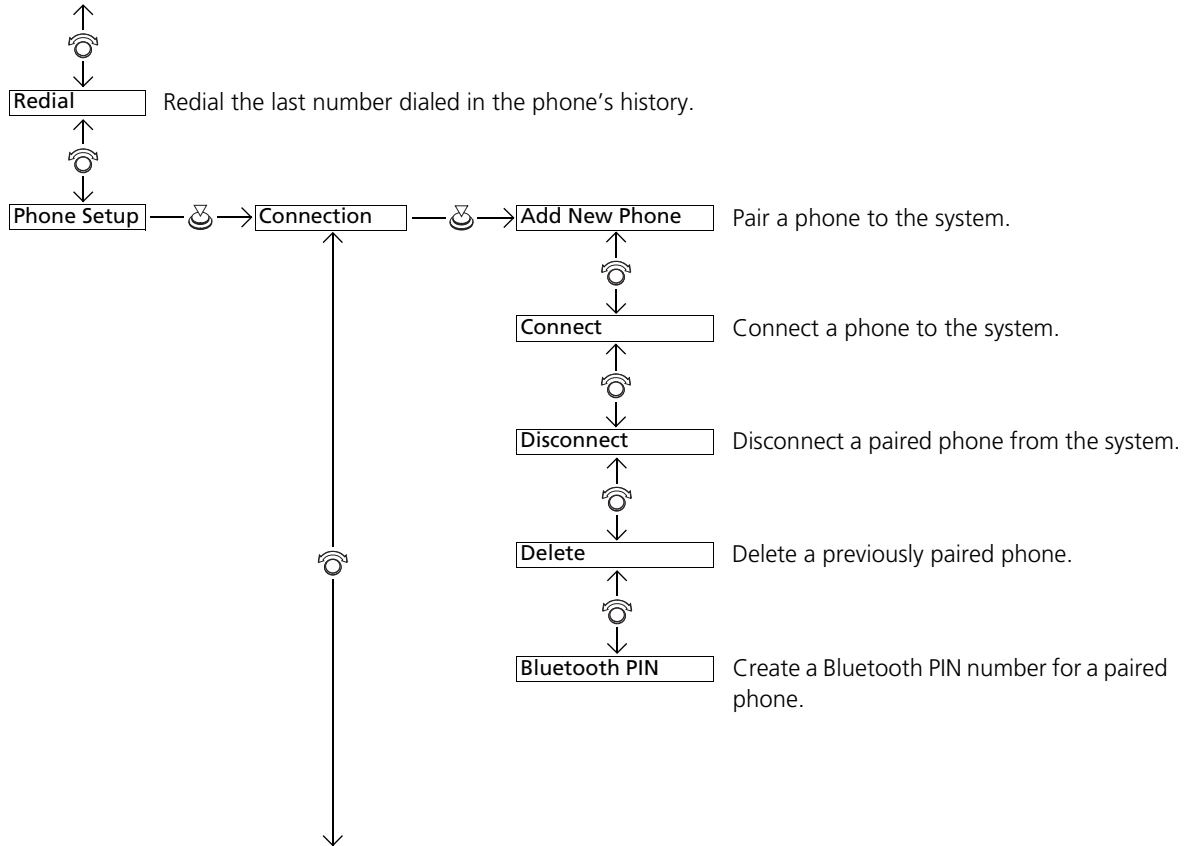 Redial
Redial the last number dialed in the phone’s history.
Phone Setup
Connection
Add New Phone
Pair a phone to the system.
Connect
Connect a phone to the system.
Disconnect
Disconnect a paired phone from the system.
Delete
Delete a previously paired phone.
Bluetooth PIN
Create a Bluetooth PIN number for a paired
phone.